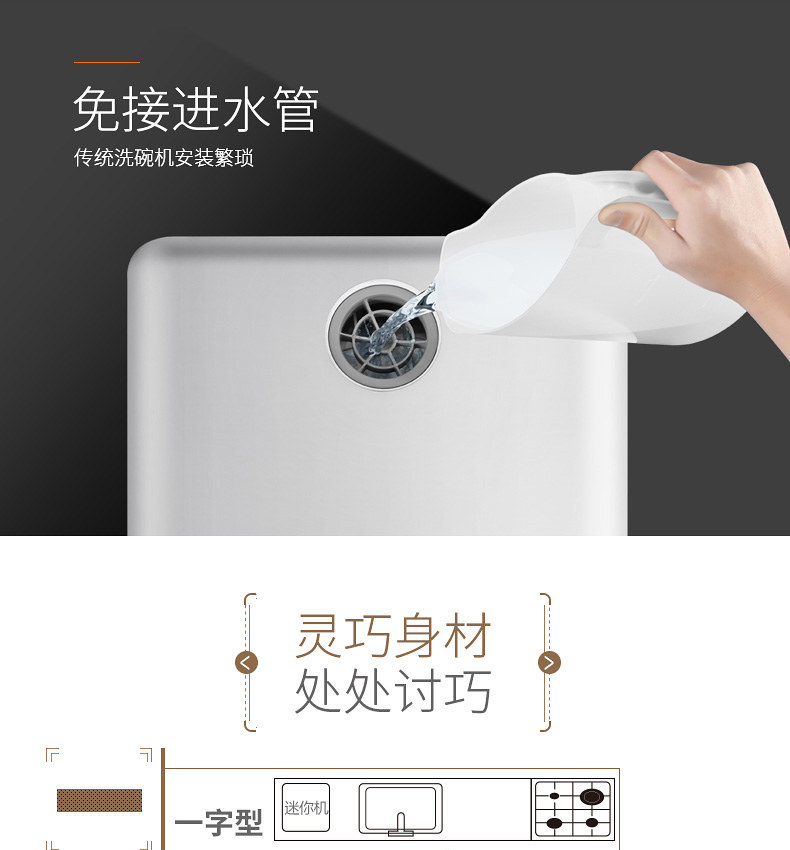 免接进水管
传统洗碗机安装繁琐
灵巧身材
处处讨巧
一字型
迷你机